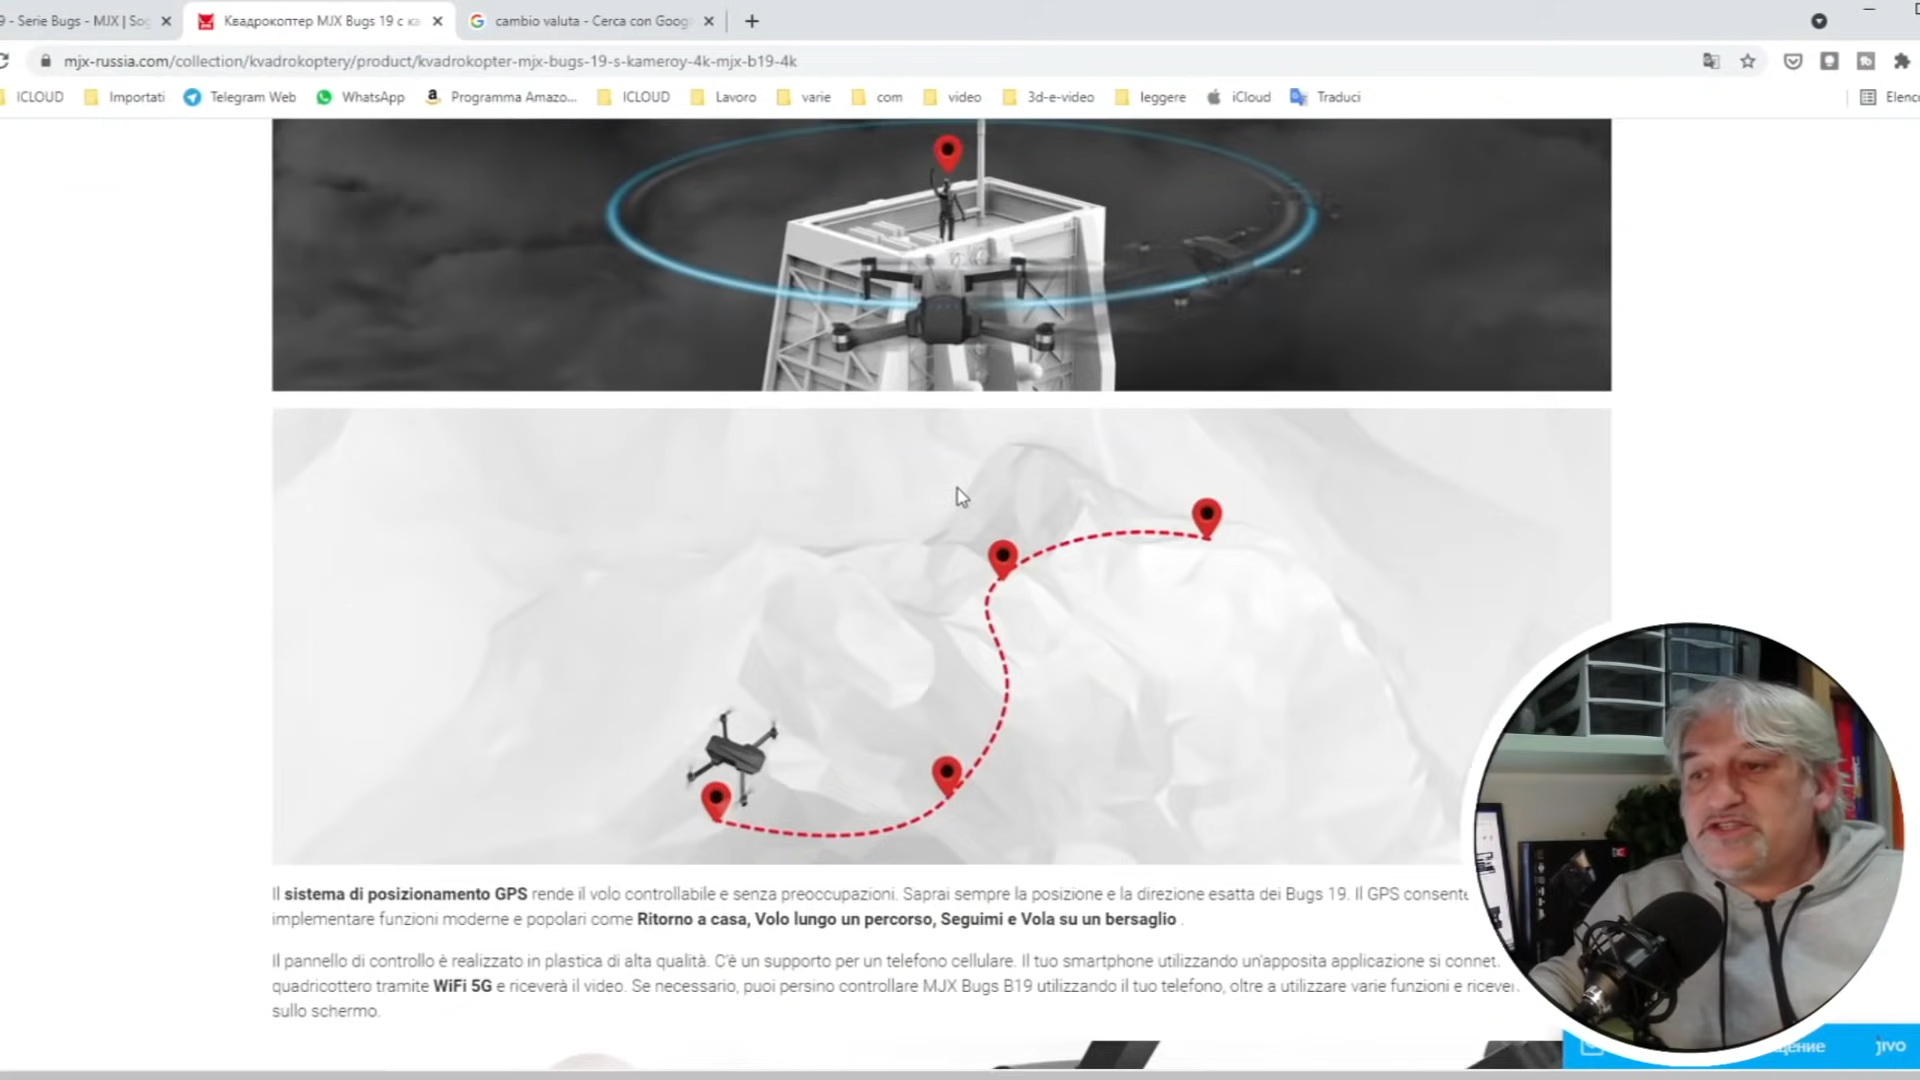 9 - Serie Bugs - MJX | So
Квадрокоптер MJX Bugs 19 с ка
cambio valuta - Cerca con Goog
mjx-russia.com/collection/kvadrokoptery/product/kvadrokopter-mjx-bugs-19-s-kameroy-4k-mjx-b19-4k
ICLOUD Importati Telegram Web WhatsApp Programma Amazo... ICLOUD Lavoro varie com video 3d-e-video leggere iCloud Traduci Elenco
Il sistema di posizionamento GPS rende il volo controllabile e senza preoccupazioni. Saprai sempre la posizione e la direzione esatta dei Bugs 19. Il GPS consente
implementare funzioni moderne e popolari come Ritorno a casa, Volo lungo un percorso, Seguimi e Vola su un bersaglio .
Il pannello di controllo è realizzato in plastica di alta qualità. C'è un supporto per un telefono cellulare. Il tuo smartphone utilizzando un'apposita applicazione si connet
quadricottero tramite WiFi 5G e riceverà il video. Se necessario, puoi persino controllare MJX Bugs B19 utilizzando il tuo telefono, oltre a utilizzare varie funzioni e ricever
sullo schermo.
щение jivo